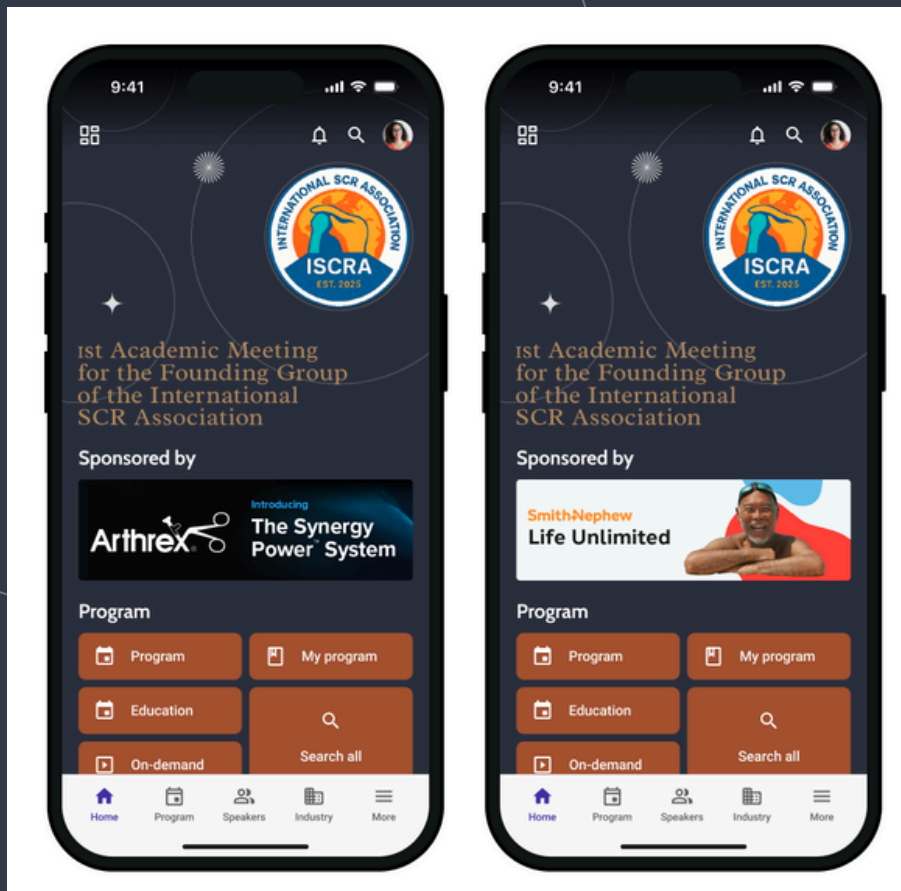 9:41
INTERNATIONAL SCR ASSOCIATION
ISCRA
EST. 2025
1st Academic Meeting
for the Founding Group
of the International
SCR Association
Sponsored by
Arthrex®
Introducing
The Synergy
Power™ System
Program
Program
My program
Education
Search all
On-demand
Home
Program
Speakers
Industry
More
9:41
INTERNATIONAL SCR ASSOCIATION
ISCRA
EST. 2025
1st Academic Meeting
for the Founding Group
of the International
SCR Association
Sponsored by
Smith+Nephew
Life Unlimited
Program
Program
My program
Education
Search all
On-demand
Home
Program
Speakers
Industry
More